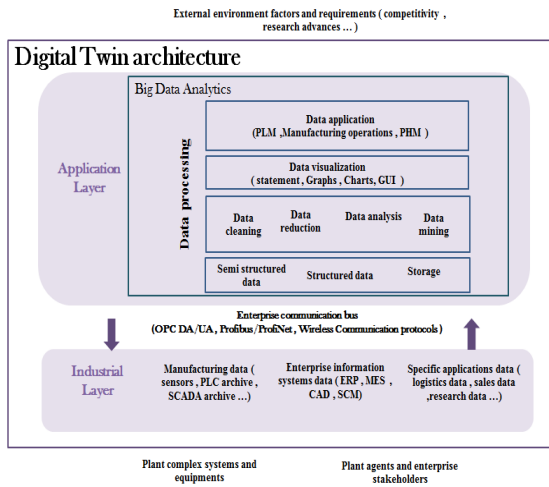 External environment factors and requirements ( competitivity ,
research advances ... )
Digital Twin architecture
Big Data Analytics
Application
Layer
Data processing
Data application
(PLM ,Manufacturing operations , PHM )
Data visualization
( statement , Graphs , Charts, GUI )
Data
cleaning
Data
reduction
Data analysis
Data
mining
Semi structured
data
Structured data
Storage
Enterprise communication bus
(OPC DA/UA , Profibus/ProfiNet , Wireless Communication protocols )
Industrial
Layer
Manufacturing data (
sensors , PLC archive ,
SCADA archive ...)
Enterprise information
systems data ( ERP , MES ,
CAD , SCM)
Specific applications data (
logistics data , sales data
,research data ...)
Plant complex systems and
equipments
Plant agents and enterprise
stakeholders